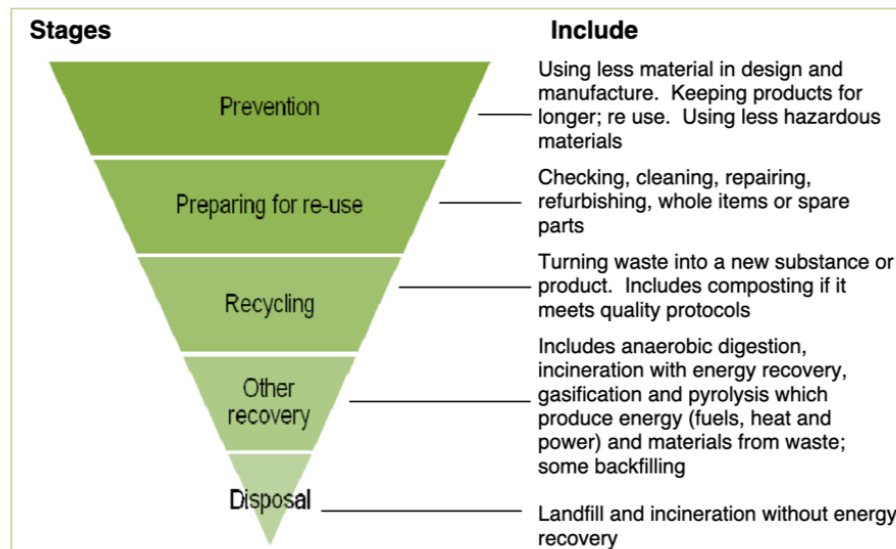 Stages
Include
Prevention
Using less material in design and
manufacture.  Keeping products for
longer; re use.  Using less hazardous
materials
Preparing for re-use
Checking, cleaning, repairing,
refurbishing, whole items or spare
parts
Recycling
Turning waste into a new substance or
product.  Includes composting if it
meets quality protocols
Other
recovery
Includes anaerobic digestion,
incineration with energy recovery,
gasification and pyrolysis which
produce energy (fuels, heat and
power) and materials from waste;
some backfilling
Disposal
Landfill and incineration without energy
recovery